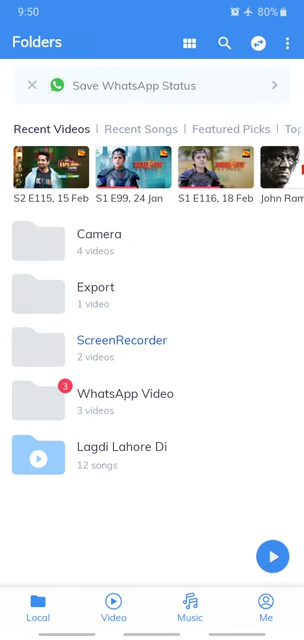 9:50
80%
Folders
Save WhatsApp Status
Recent Videos
Recent Songs
Featured Picks
Top
S2 E115, 15 Feb
S1 E99, 24 Jan
S1 E116, 18 Feb
John Ram
Camera
4 videos
Export
1 video
ScreenRecorder
2 videos
3
WhatsApp Video
3 videos
Lagdi Lahore Di
12 songs
Local
Video
Music
Me